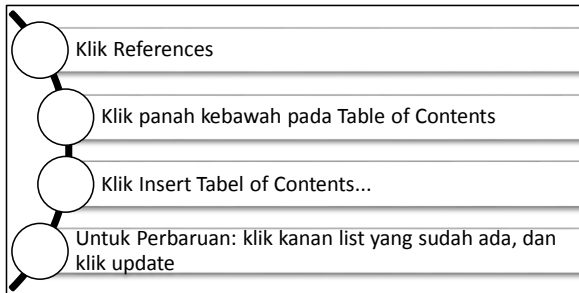 Klik References
Klik panah kebawah pada Table of Contents
Klik Insert Tabel of Contents...
Untuk Perbaruan: klik kanan list yang sudah ada, dan
klik update